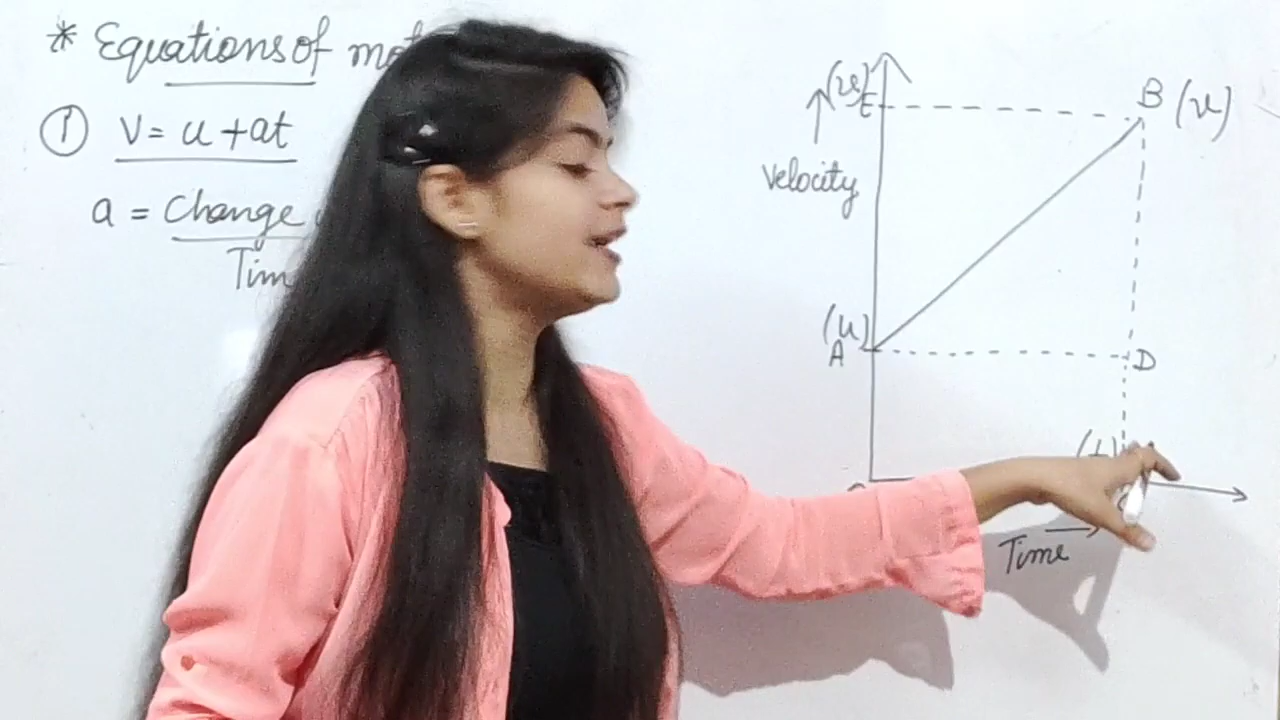 * Equations of
① v = u + at
a = Change
Tim
(v)
E
B (v)
Velocity
(u)
A
D
(t)
Time